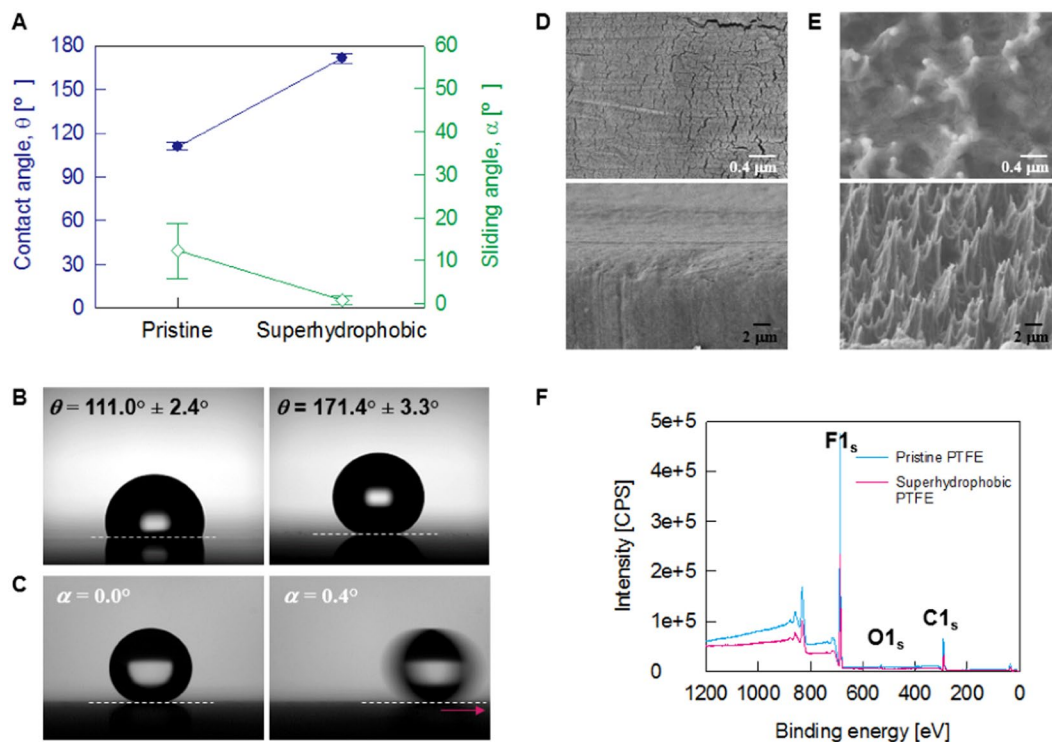 A
Contact angle, θ [º ]
180
150
120
90
60
30
0
Sliding angle, α [º ]
60
50
40
30
20
10
0
Pristine
Superhydrophobic
B
θ = 111.0° ± 2.4°
θ = 171.4° ± 3.3°
C
α = 0.0°
α = 0.4°
D
0.4 μm
2 μm
E
0.4 μm
2 μm
F
Intensity [CPS]
5e+5
4e+5
3e+5
2e+5
1e+5
0
F1s
O1s
C1s
Pristine PTFE
Superhydrophobic
PTFE
1200 1000 800 600 400 200 0
Binding energy [eV]